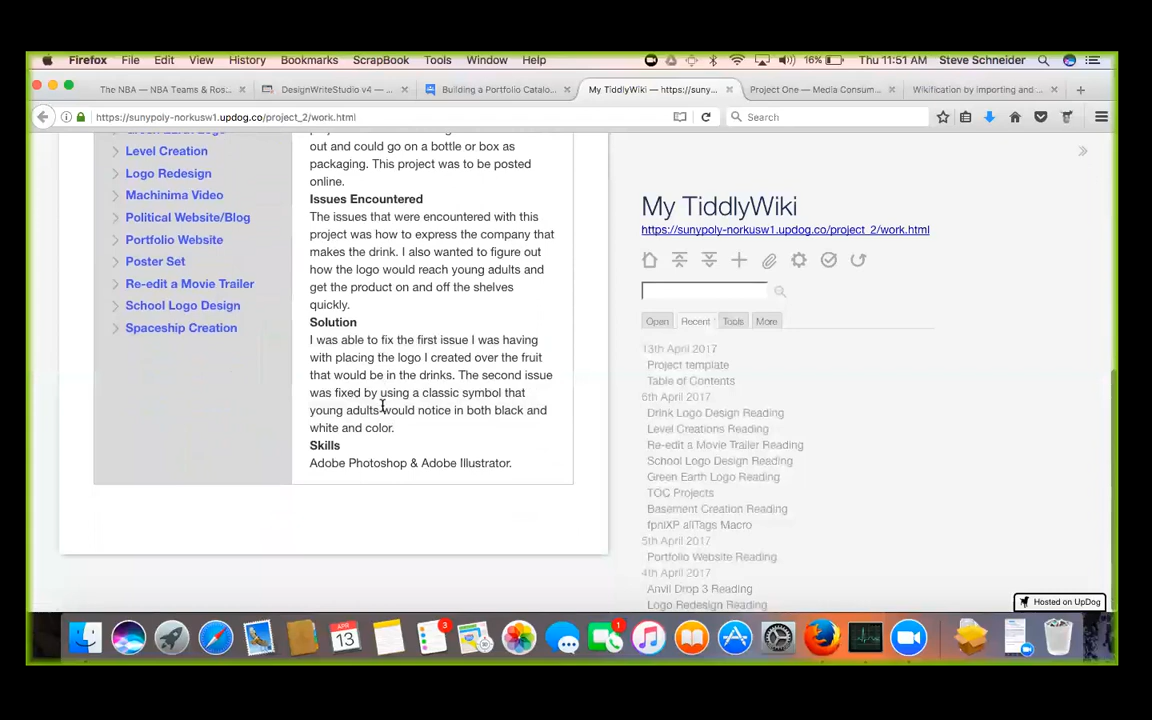 Firefox File Edit View History Bookmarks ScrapBook Tools Window Help 16% Thu 11:51 AM Steve Schneider
The NBA — NBA Teams & Ros...
DesignWriteStudio v4 — ...
Building a Portfolio Catalo...
My TiddlyWiki — https://suny...
Project One — Media Consum...
Wikification by importing and ...
https://sunypoly-norkusw1.updog.co/project_2/work.html
Search
Level Creation
Logo Redesign
Machinima Video
Political Website/Blog
Portfolio Website
Poster Set
Re-edit a Movie Trailer
School Logo Design
Spaceship Creation
out and could go on a bottle or box as
packaging. This project was to be posted
online.
Issues Encountered
The issues that were encountered with this
project was how to express the company that
makes the drink. I also wanted to figure out
how the logo would reach young adults and
get the product on and off the shelves
quickly.
Solution
I was able to fix the first issue I was having
with placing the logo I created over the fruit
that would be in the drinks. The second issue
was fixed by using a classic symbol that
young adults would notice in both black and
white and color.
Skills
Adobe Photoshop & Adobe Illustrator.
My TiddlyWiki
https://sunypoly-norkusw1.updog.co/project_2/work.html
Open Recent Tools More
13th April 2017
Project template
Table of Contents
6th April 2017
Drink Logo Design Reading
Level Creations Reading
Re-edit a Movie Trailer Reading
School Logo Design Reading
Green Earth Logo Reading
TOC Projects
Basement Creation Reading
fpniXP allTags Macro
5th April 2017
Portfolio Website Reading
4th April 2017
Anvil Drop 3 Reading
Logo Redesign Reading
Hosted on UpDog
APR
13
3
1